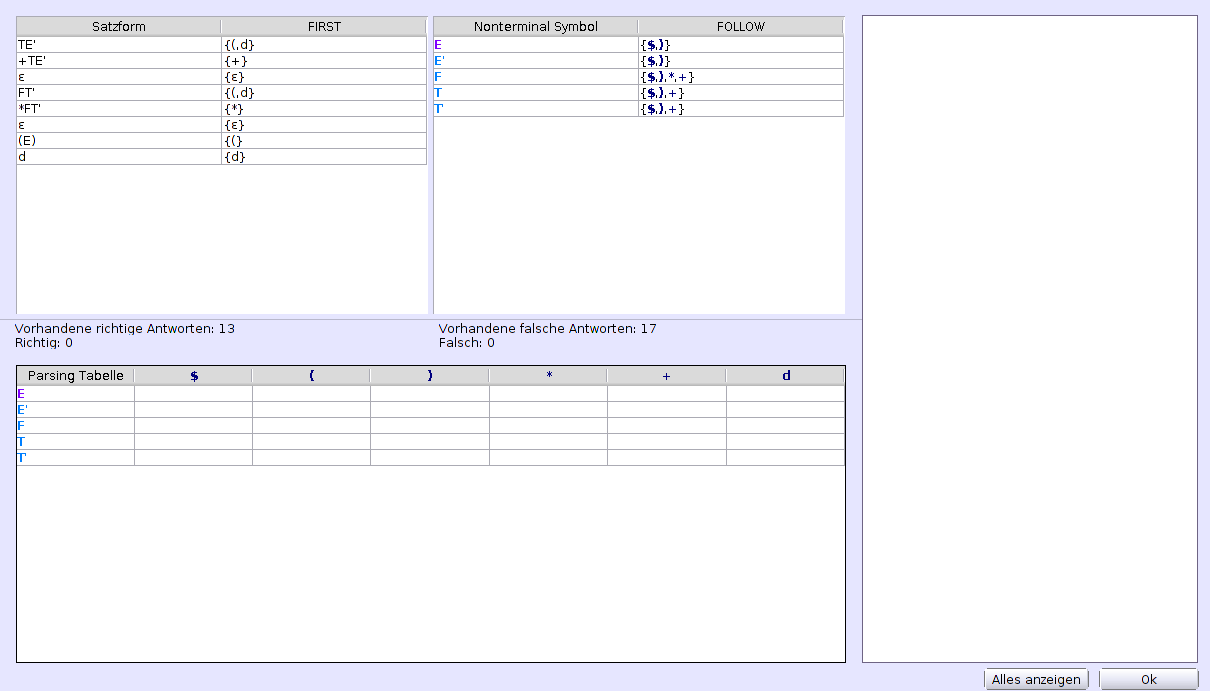 Satzform FIRST Nonterminal Symbol FOLLOW
TE' {(,d} E {$,)}
+TE' {+} E' {$,)}
ε {ε} F {$,),*,+}
FT' {(,d} T {$,),+}
*FT' {*} T' {$,),+}
ε {ε}
(E) {(}
d {d}
Vorhandene richtige Antworten: 13 Vorhandene falsche Antworten: 17
Richtig: 0 Falsch: 0
Parsing Tabelle $ ( ) * + d
E
E'
F
T
T'
Alles anzeigen Ok